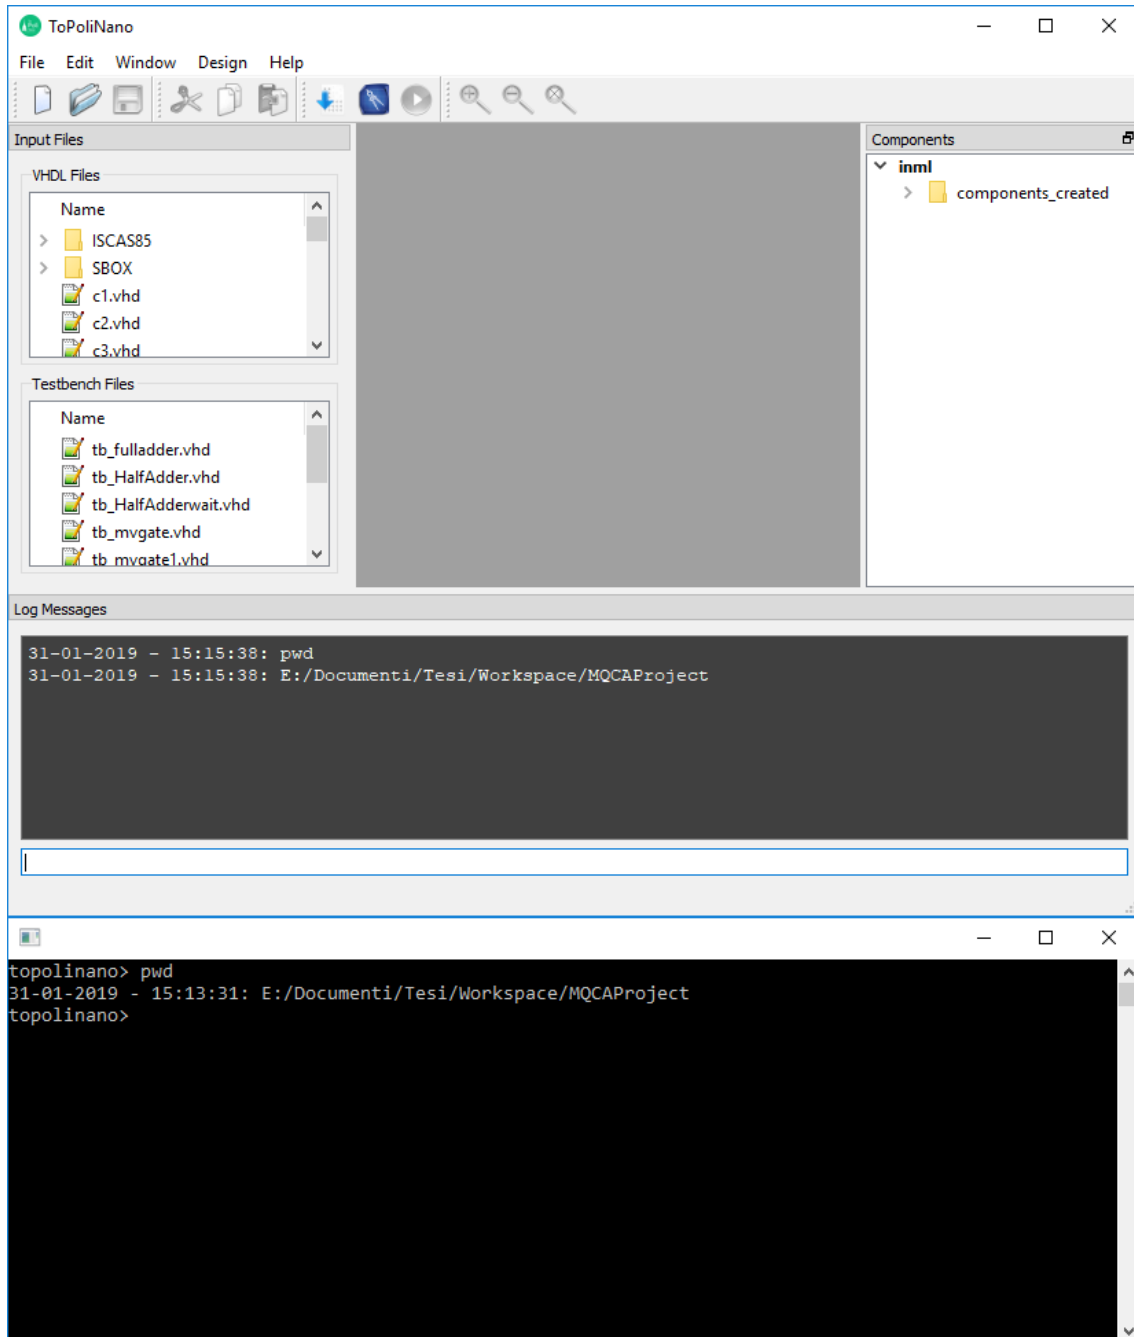 ToPoliNano
File Edit Window Design Help
Input Files
VHDL Files
Name
ISCAS85
SBOX
c1.vhd
c2.vhd
c3.vhd
Testbench Files
Name
tb_fulladder.vhd
tb_HalfAdder.vhd
tb_HalfAdderwait.vhd
tb_mvgate.vhd
tb_mvgate1.vhd
Components
inml
components_created
Log Messages
31-01-2019 - 15:15:38: pwd
31-01-2019 - 15:15:38: E:/Documenti/Tesi/Workspace/MQCAProject
topolinano> pwd
31-01-2019 - 15:13:31: E:/Documenti/Tesi/Workspace/MQCAProject
topolinano>